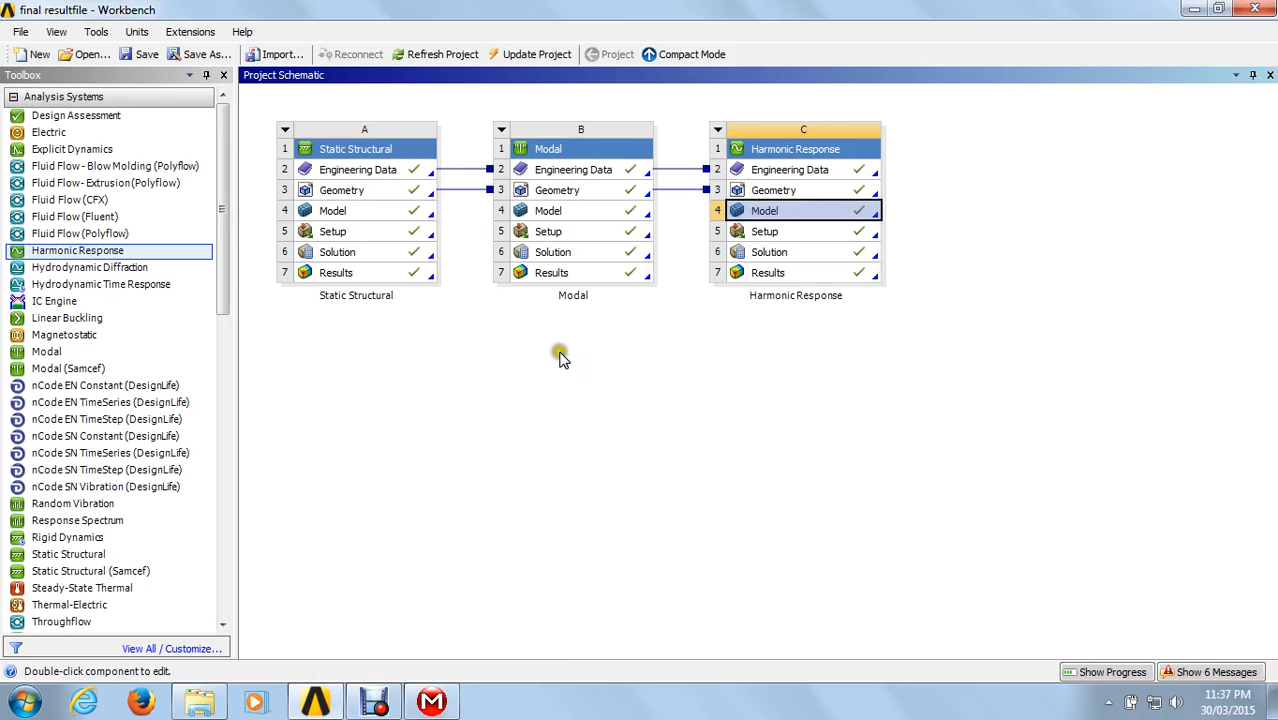 final resultfile - Workbench
File View Tools Units Extensions Help
New Open... Save Save As... Import... Reconnect Refresh Project Update Project Project Compact Mode
Toolbox
Project Schematic
Analysis Systems
Design Assessment
Electric
Explicit Dynamics
Fluid Flow - Blow Molding (Polyflow)
Fluid Flow- Extrusion (Polyflow)
Fluid Flow (CFX)
Fluid Flow (Fluent)
Fluid Flow (Polyflow)
Harmonic Response
Hydrodynamic Diffraction
Hydrodynamic Time Response
IC Engine
Linear Buckling
Magnetostatic
Modal
Modal (Samcef)
nCode EN Constant (DesignLife)
nCode EN TimeSeries (DesignLife)
nCode EN TimeStep (DesignLife)
nCode SN Constant (DesignLife)
nCode SN TimeSeries (DesignLife)
nCode SN TimeStep (DesignLife)
nCode SN Vibration (DesignLife)
Random Vibration
Response Spectrum
Rigid Dynamics
Static Structural
Static Structural (Samcef)
Steady-State Thermal
Thermal-Electric
Throughflow
View All / Customize...
A
1 Static Structural
2 Engineering Data
3 Geometry
4 Model
5 Setup
6 Solution
7 Results
Static Structural
B
1 Modal
2 Engineering Data
3 Geometry
4 Model
5 Setup
6 Solution
7 Results
Modal
C
1 Harmonic Response
2 Engineering Data
3 Geometry
4 Model
5 Setup
6 Solution
7 Results
Harmonic Response
Double-click component to edit.
Show Progress
Show 6 Messages
11:37 PM
30/03/2015